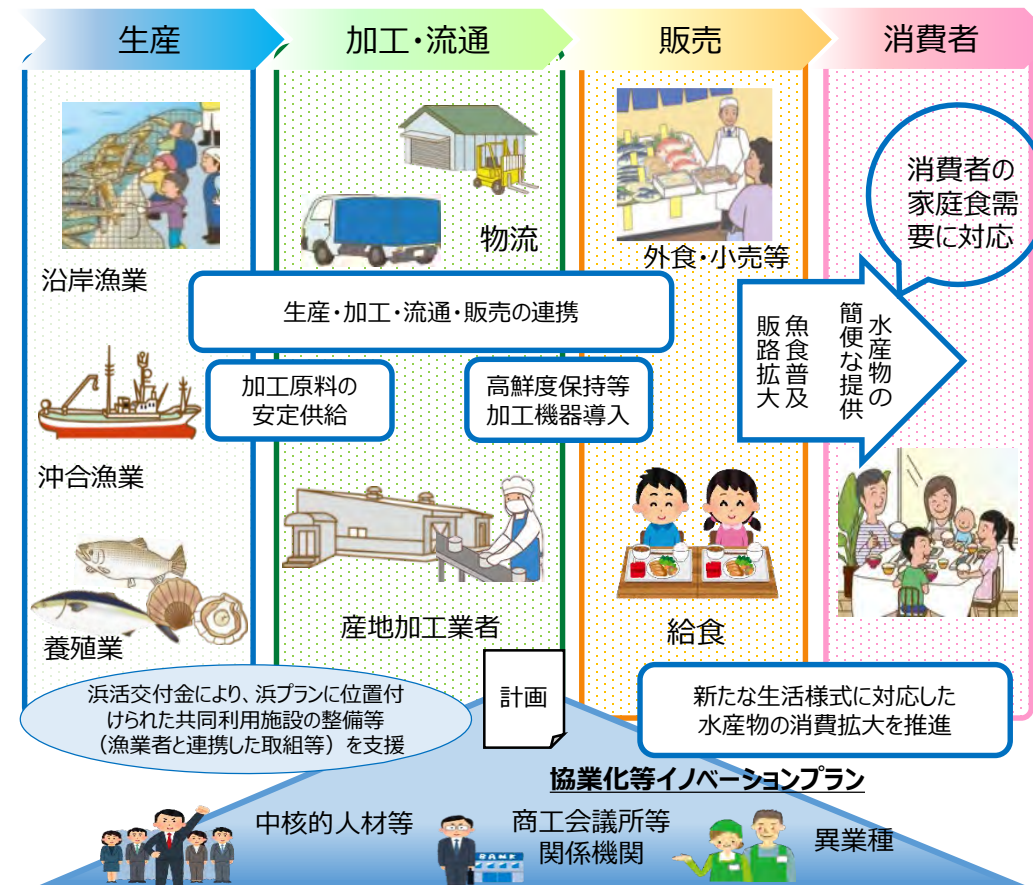 生産
加工・流通
販売
消費者
沿岸漁業
沖合漁業
養殖業
物流
外食・小売等
消費者の
家庭食需
要に対応
生産・加工・流通・販売の連携
加工原料の
安定供給
高鮮度保持等
加工機器導入
魚食普及
販路拡大
水産物の
簡便な提供
産地加工業者
給食
浜活交付金により、浜プランに位置付
けられた共同利用施設の整備等
（漁業者と連携した取組等）を支援
計画
新たな生活様式に対応した
水産物の消費拡大を推進
協業化等イノベーションプラン
中核的人材等
BANK
商工会議所等
関係機関
異業種